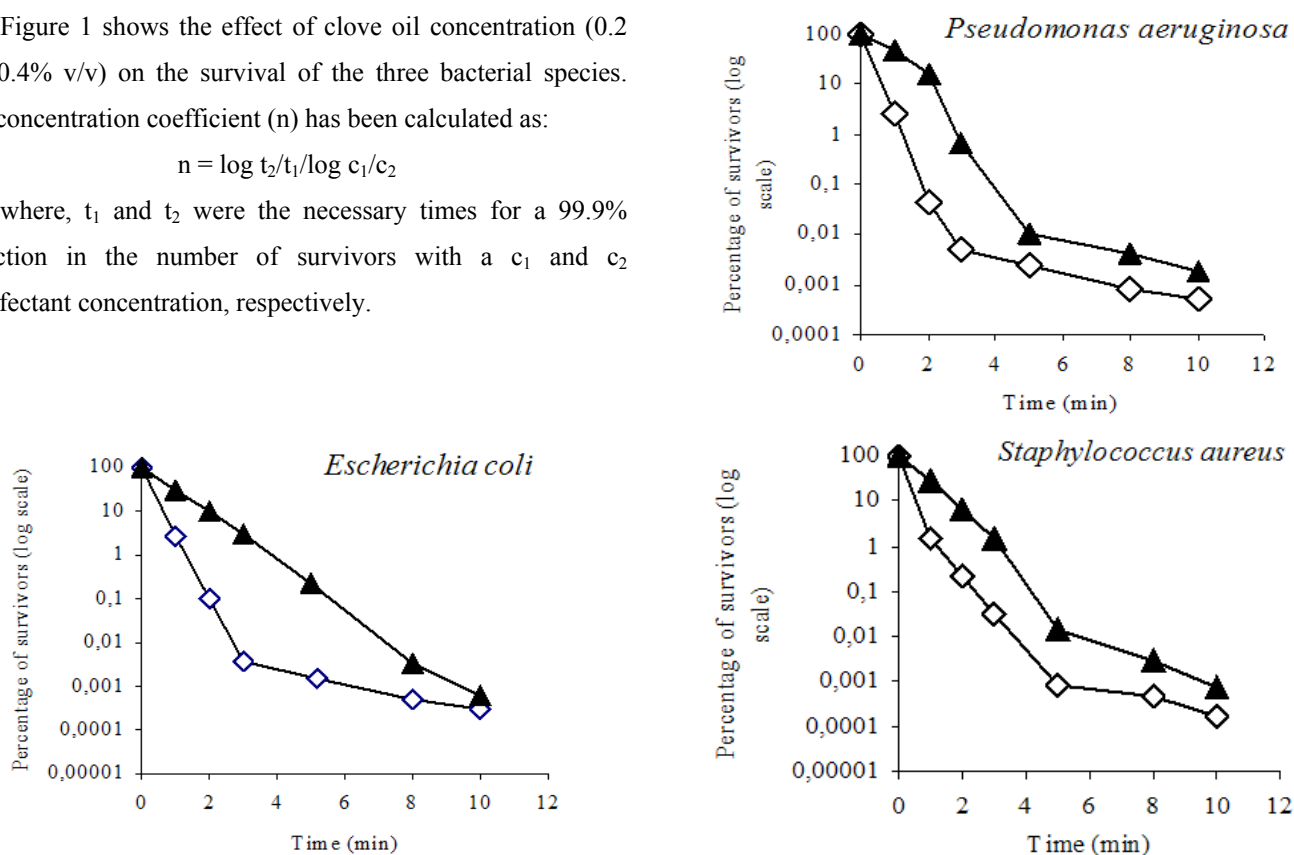 Figure 1 shows the effect of clove oil concentration (0.2
0.4% v/v) on the survival of the three bacterial species.
concentration coefficient (n) has been calculated as:
n = log t₂/t₁/log c₁/c₂
where, t₁ and t₂ were the necessary times for a 99.9%
ction in the number of survivors with a c₁ and c₂
fectant concentration, respectively.
Pseudomonas aeruginosa
Percentage of survivors (log
scale)
100
10
1
0,1
0,01
0,001
0,0001
0 2 4 6 8 10 12
Time (min)
Escherichia coli
Percentage of survivors (log scale)
100
10
1
0,1
0,01
0,001
0,0001
0,00001
0 2 4 6 8 10 12
Time (min)
Staphylococcus aureus
Percentage of survivors (log
scale)
100
10
1
0,1
0,01
0,001
0,0001
0,00001
0 2 4 6 8 10 12
Time (min)